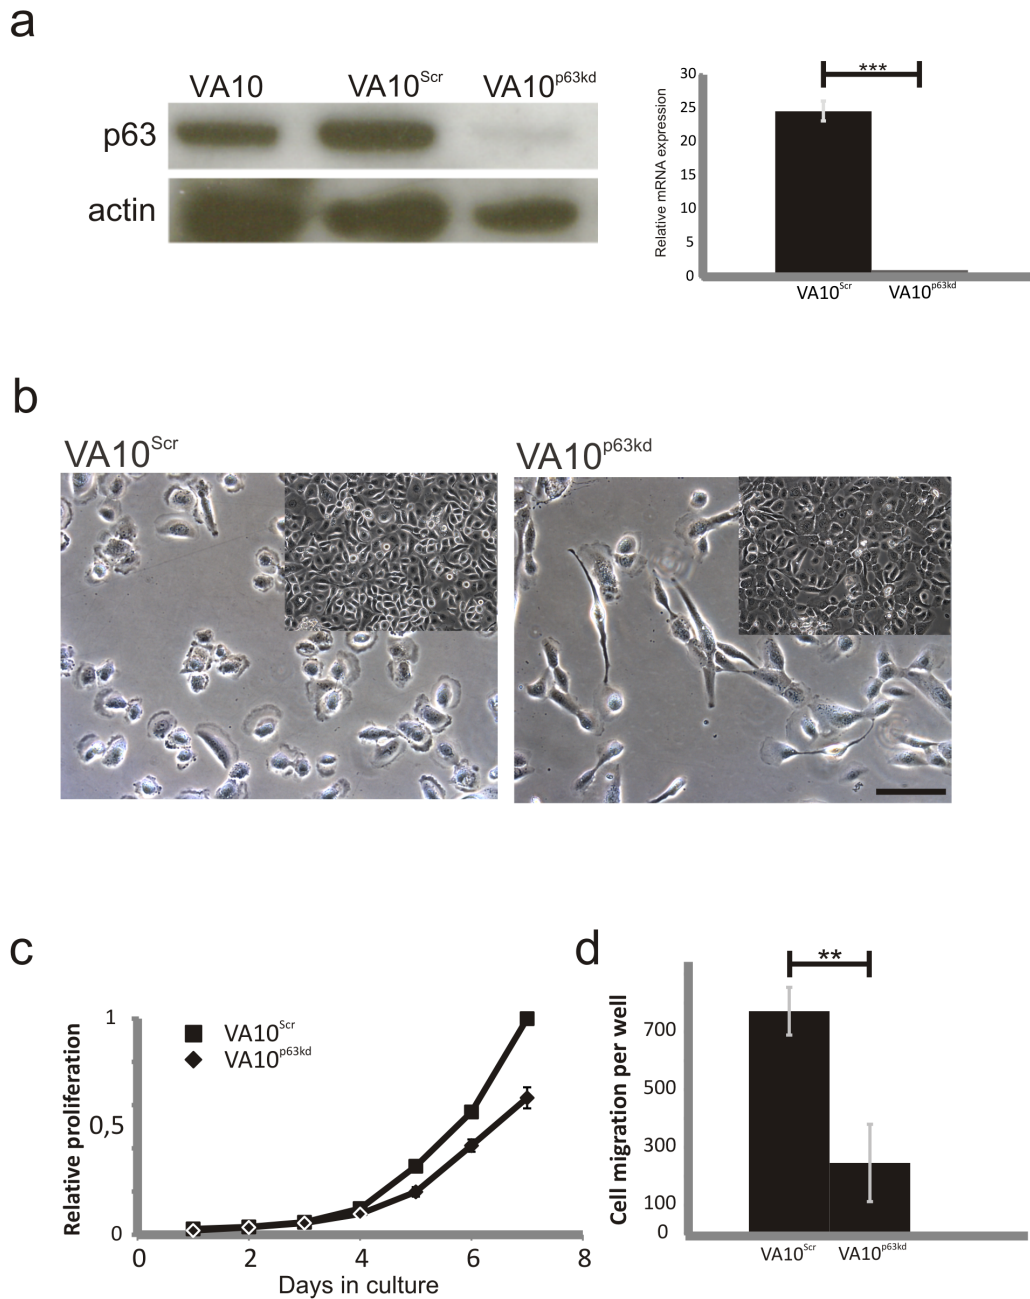 a
VA10 VA10Scr VA10p63kd
p63
actin
***
Relative mRNA expression
30
25
20
15
10
5
0
VA10Scr VA10p63kd
b
VA10Scr VA10p63kd
c
Relative proliferation
1
0,5
0
VA10Scr
VA10p63kd
0 2 4 6 8
Days in culture
d
**
Cell migration per well
700
500
300
100
0
VA10Scr VA10p63kd